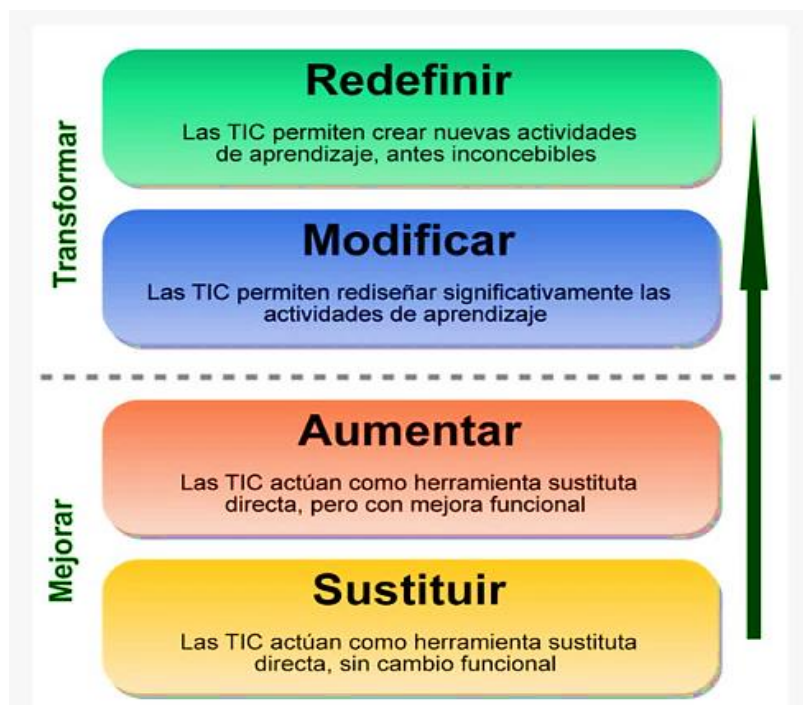 Transformar
Redefinir
Las TIC permiten crear nuevas actividades
de aprendizaje, antes inconcebibles
Modificar
Las TIC permiten rediseñar significativamente las
actividades de aprendizaje
Mejorar
Aumentar
Las TIC actúan como herramienta sustituta
directa, pero con mejora funcional
Sustituir
Las TIC actúan como herramienta sustituta
directa, sin cambio funcional